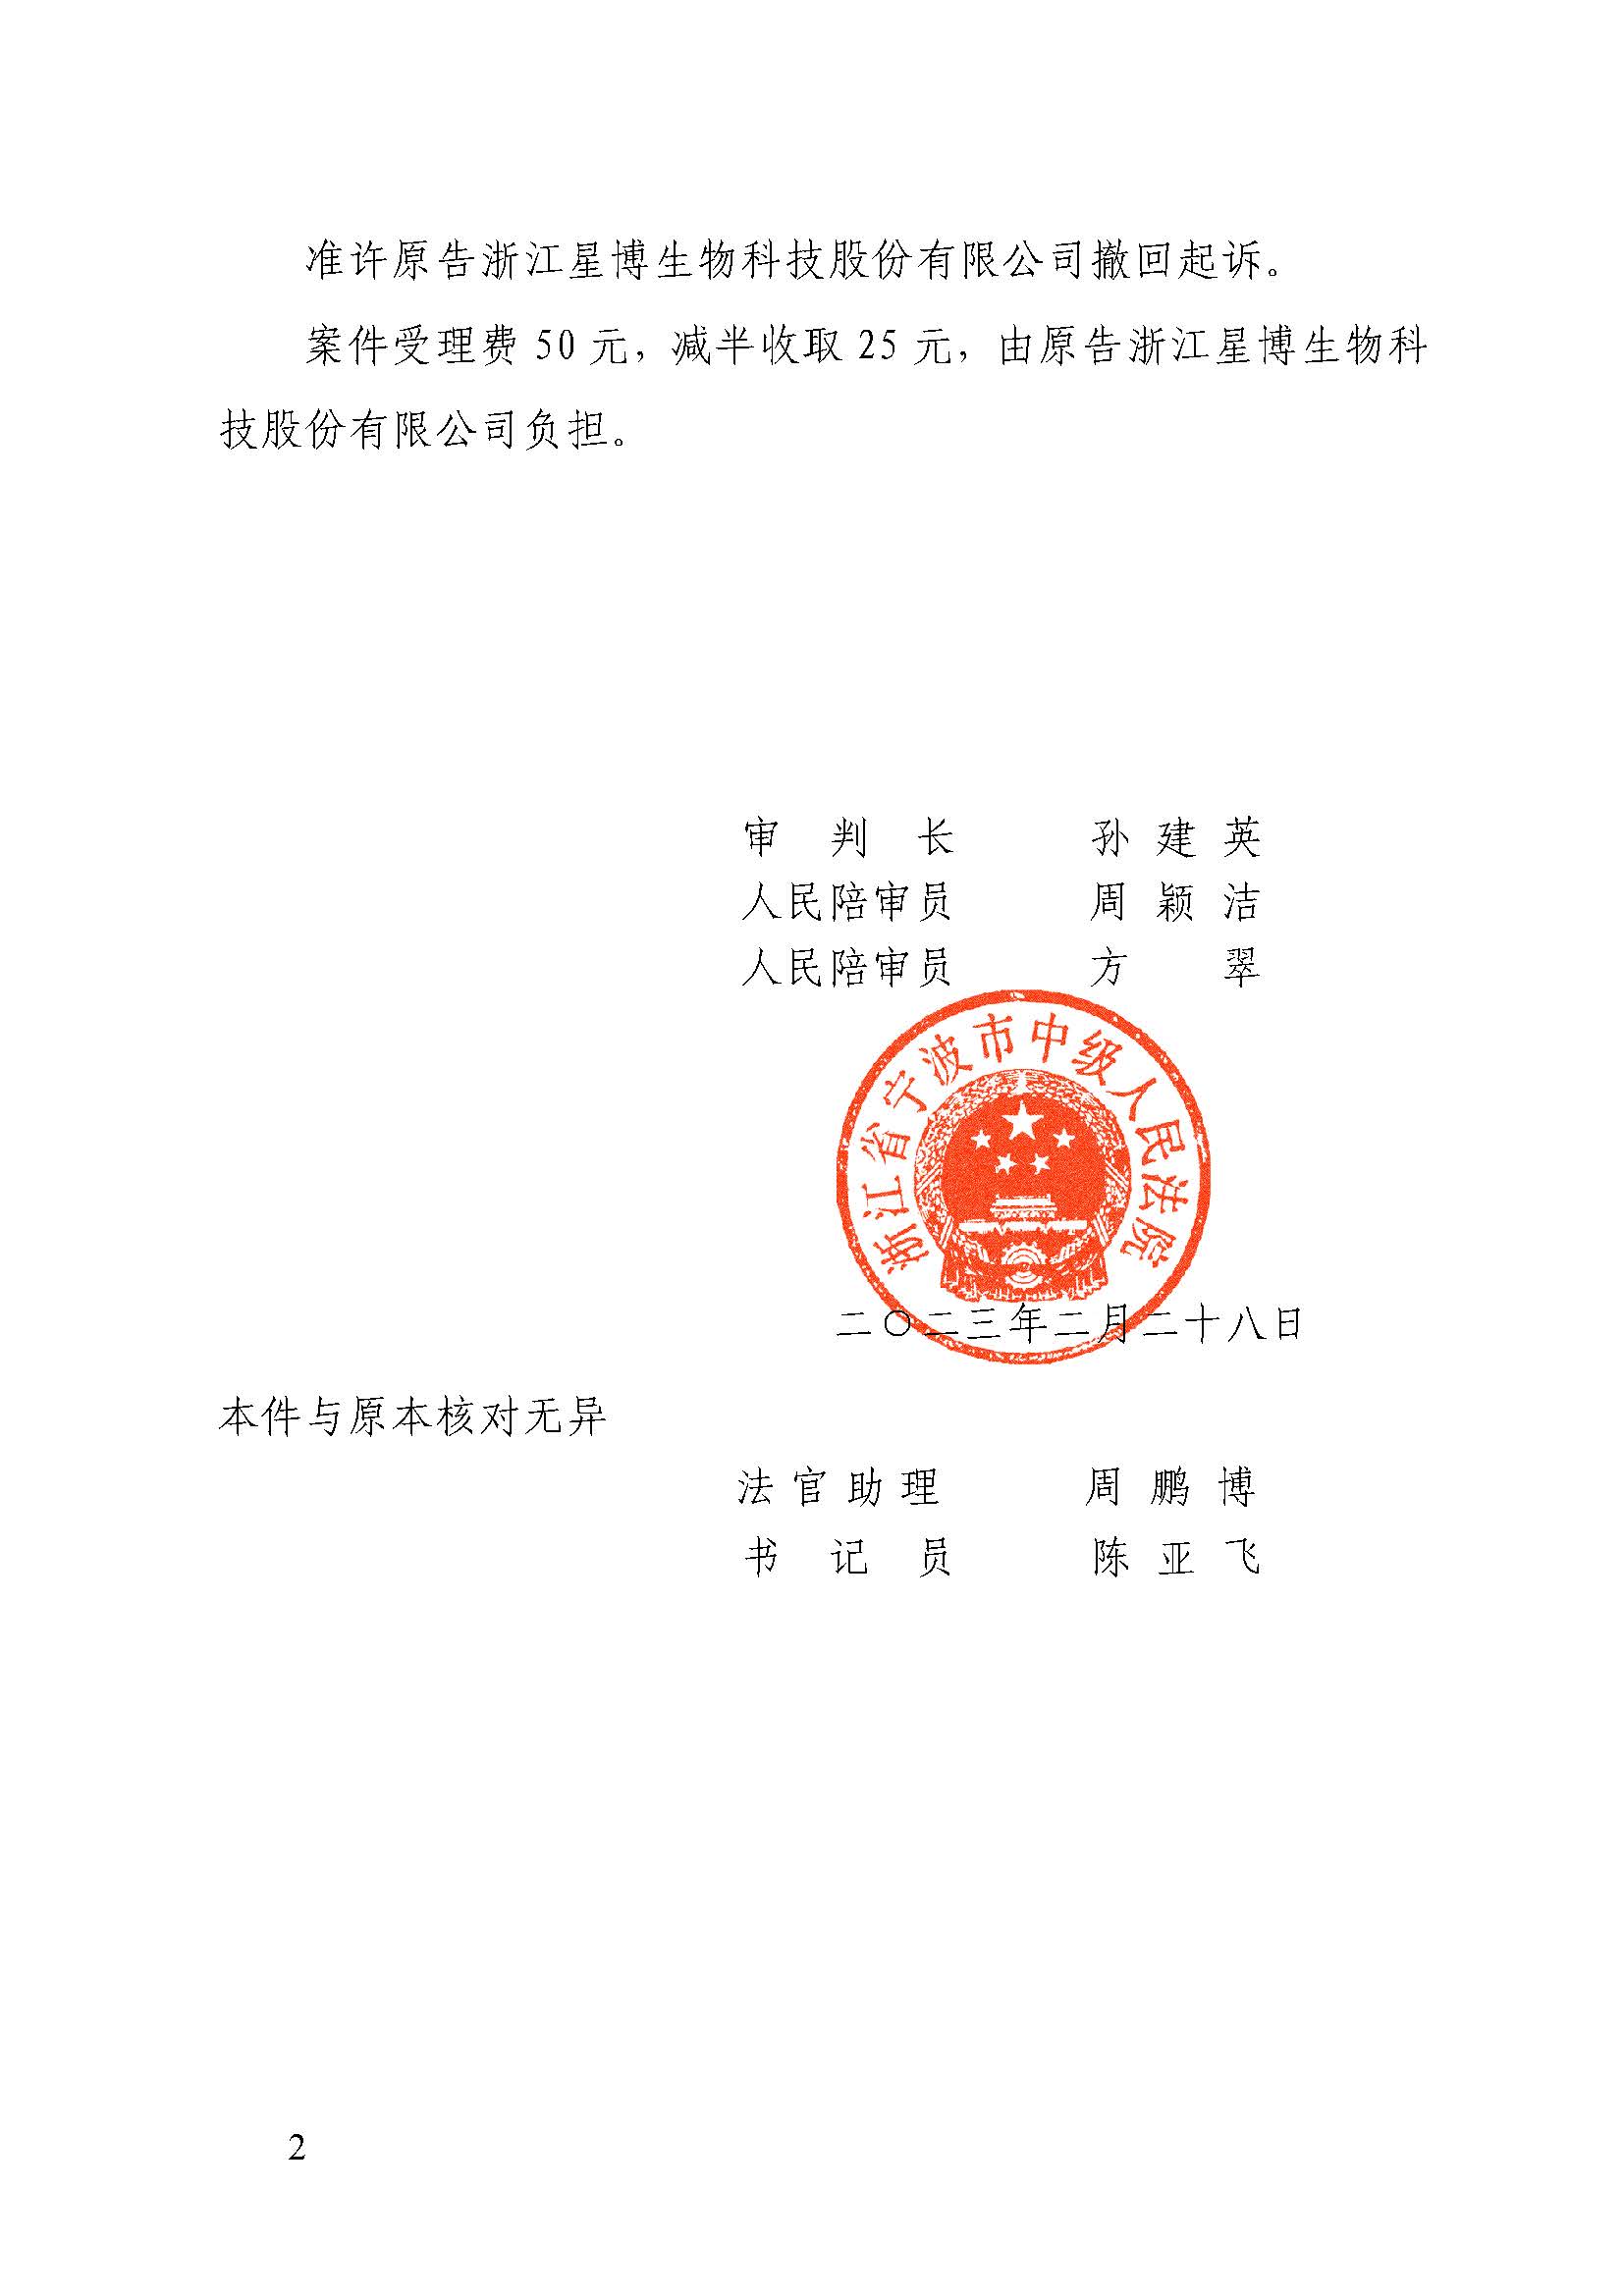 准许原告浙江星博生物科技股份有限公司撤回起诉。
案件受理费 50 元，减半收取 25 元，由原告浙江星博生物科
技股份有限公司负担。
审 判 长 孙 建 英
人民陪审员 周 颖 洁
人民陪审员 方 翠
浙江省宁波市中级人民法院
二〇二三年二月二十八日
本件与原本核对无异
法 官 助 理 周 鹏 博
书 记 员 陈 亚 飞
2